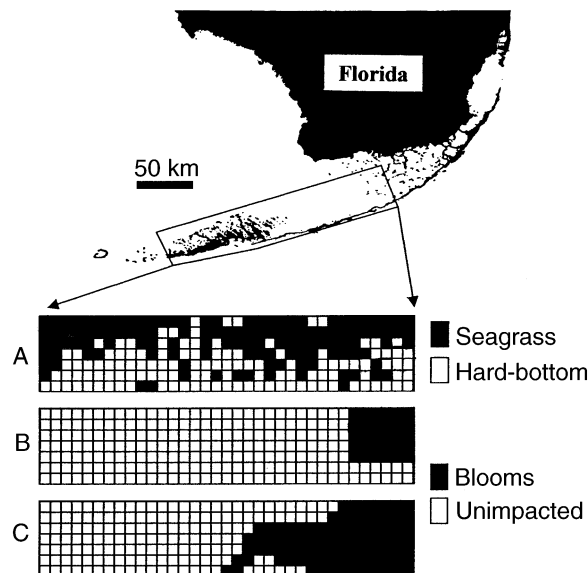 Florida
50 km
A
Seagrass
Hard-bottom
B
Blooms
Unimpacted
C